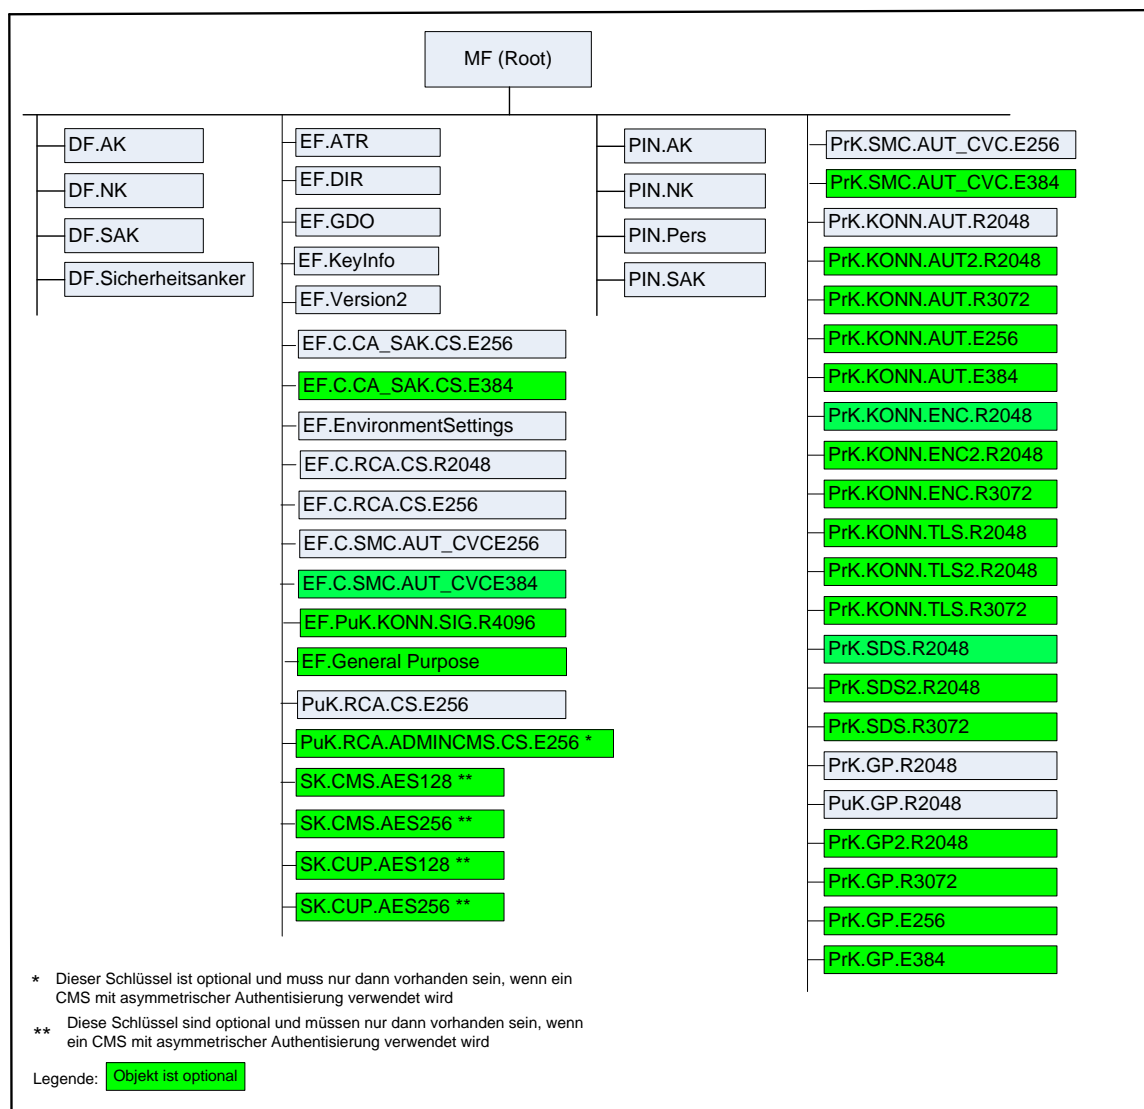 MF (Root)
DF.AK
DF.NK
DF.SAK
DF.Sicherheitsanker
EF.ATR
EF.DIR
EF.GDO
EF.KeyInfo
EF.Version2
EF.C.CA_SAK.CS.E256
EF.C.CA_SAK.CS.E384
EF.EnvironmentSettings
EF.C.RCA.CS.R2048
EF.C.RCA.CS.E256
EF.C.SMC.AUT_CVCE256
EF.C.SMC.AUT_CVCE384
EF.PuK.KONN.SIG.R4096
EF.General Purpose
PuK.RCA.CS.E256
PuK.RCA.ADMINCMS.CS.E256 *
SK.CMS.AES128 **
SK.CMS.AES256 **
SK.CUP.AES128 **
SK.CUP.AES256 **
PIN.AK
PIN.NK
PIN.Pers
PIN.SAK
PrK.SMC.AUT_CVC.E256
PrK.SMC.AUT_CVC.E384
PrK.KONN.AUT.R2048
PrK.KONN.AUT2.R2048
PrK.KONN.AUT.R3072
PrK.KONN.AUT.E256
PrK.KONN.AUT.E384
PrK.KONN.ENC.R2048
PrK.KONN.ENC2.R2048
PrK.KONN.ENC.R3072
PrK.KONN.TLS.R2048
PrK.KONN.TLS2.R2048
PrK.KONN.TLS.R3072
PrK.SDS.R2048
PrK.SDS2.R2048
PrK.SDS.R3072
PrK.GP.R2048
PuK.GP.R2048
PrK.GP2.R2048
PrK.GP.R3072
PrK.GP.E256
PrK.GP.E384
* Dieser Schlüssel ist optional und muss nur dann vorhanden sein, wenn ein
CMS mit asymmetrischer Authentisierung verwendet wird
** Diese Schlüssel sind optional und müssen nur dann vorhanden sein, wenn
ein CMS mit asymmetrischer Authentisierung verwendet wird
Legende: Objekt ist optional